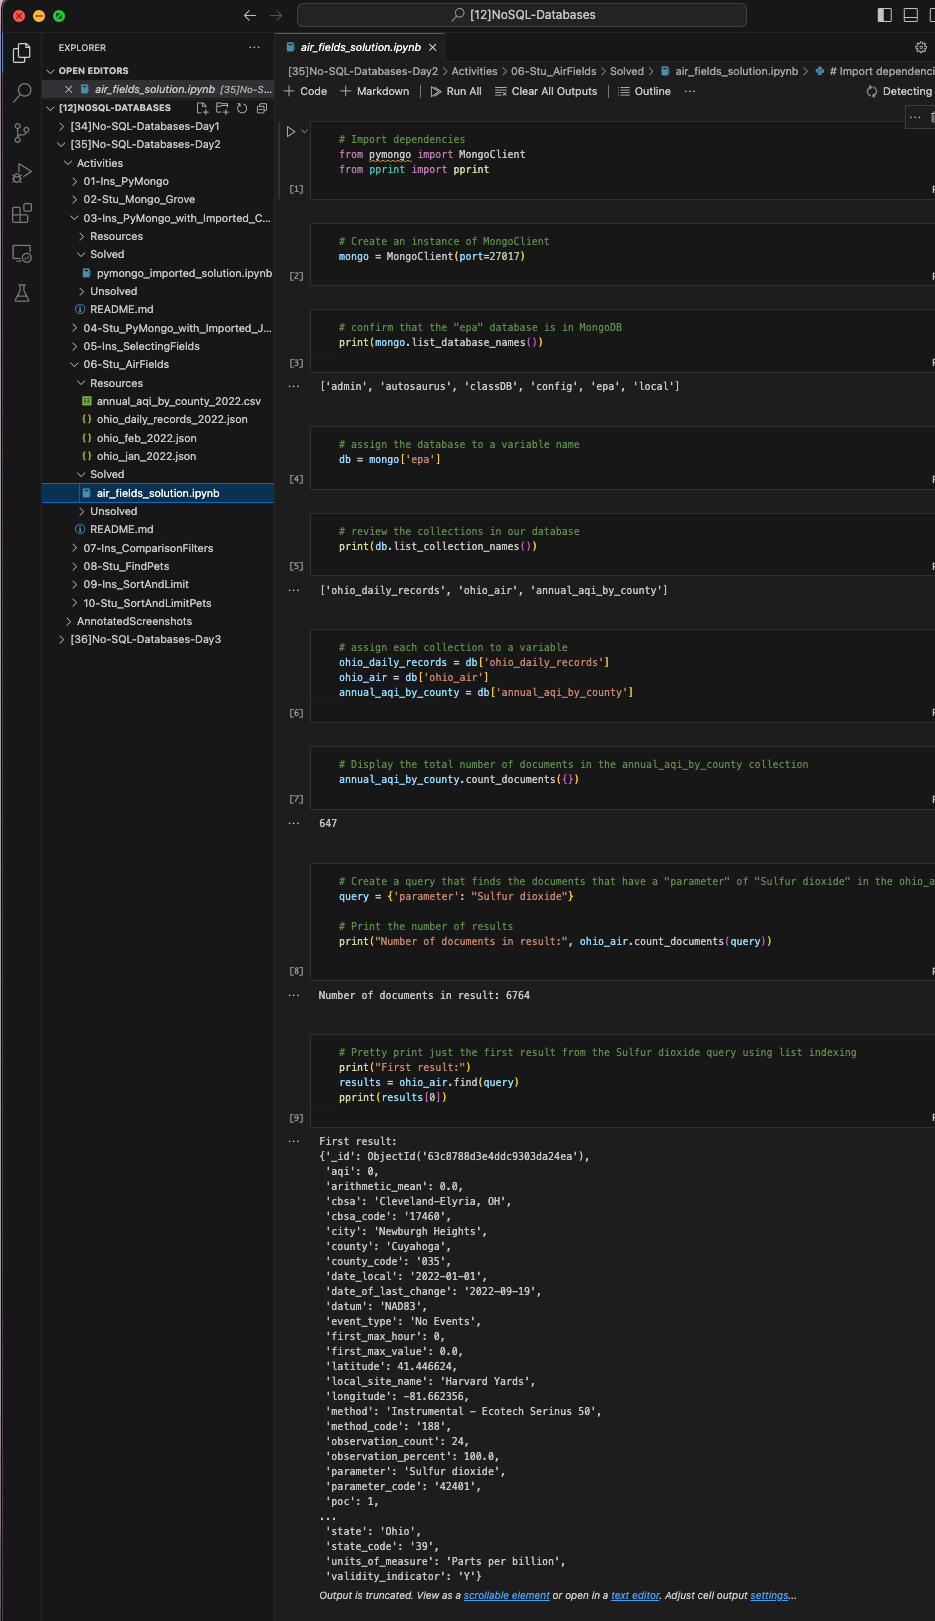 [12]NoSQL-Databases
EXPLORER
OPEN EDITORS
air_fields_solution.ipynb [35]No-S...
[12]NOSQL-DATABASES
[34]No-SQL-Databases-Day1
[35]No-SQL-Databases-Day2
Activities
01-Ins_PyMongo
02-Stu_Mongo_Grove
03-Ins_PyMongo_with_Imported_C...
Resources
Solved
pymongo_imported_solution.ipynb
Unsolved
README.md
04-Stu_PyMongo_with_Imported_J...
05-Ins_SelectingFields
06-Stu_AirFields
Resources
annual_aqi_by_county_2022.csv
ohio_daily_records_2022.json
ohio_feb_2022.json
ohio_jan_2022.json
Solved
air_fields_solution.ipynb
Unsolved
README.md
07-Ins_ComparisonFilters
08-Stu_FindPets
09-Ins_SortAndLimit
10-Stu_SortAndLimitPets
AnnotatedScreenshots
[36]No-SQL-Databases-Day3
air_fields_solution.ipynb
[35]No-SQL-Databases-Day2 > Activities > 06-Stu_AirFields > Solved > air_fields_solution.ipynb > # Import dependenci
+ Code + Markdown Run All Clear All Outputs Outline ... Detecting
# Import dependencies
from pymongo import MongoClient
from pprint import pprint
[1]
# Create an instance of MongoClient
mongo = MongoClient(port=27017)
[2]
# confirm that the "epa" database is in MongoDB
print(mongo.list_database_names())
[3]
['admin', 'autosaurus', 'classDB', 'config', 'epa', 'local']
# assign the database to a variable name
db = mongo['epa']
[4]
# review the collections in our database
print(db.list_collection_names())
[5]
['ohio_daily_records', 'ohio_air', 'annual_aqi_by_county']
# assign each collection to a variable
ohio_daily_records = db['ohio_daily_records']
ohio_air = db['ohio_air']
annual_aqi_by_county = db['annual_aqi_by_county']
[6]
# Display the total number of documents in the annual_aqi_by_county collection
annual_aqi_by_county.count_documents({})
[7]
647
# Create a query that finds the documents that have a "parameter" of "Sulfur dioxide" in the ohio_a
query = {'parameter': "Sulfur dioxide"}
# Print the number of results
print("Number of documents in result:", ohio_air.count_documents(query))
[8]
Number of documents in result: 6764
# Pretty print just the first result from the Sulfur dioxide query using list indexing
print("First result:")
results = ohio_air.find(query)
pprint(results[0])
[9]
First result:
{'_id': ObjectId('63c8788d3e4ddc9303da24ea'),
'aqi': 0,
'arithmetic_mean': 0.0,
'cbsa': 'Cleveland-Elyria, OH',
'cbsa_code': '17460',
'city': 'Newburgh Heights',
'county': 'Cuyahoga',
'county_code': '035',
'date_local': '2022-01-01',
'date_of_last_change': '2022-09-19',
'datum': 'NAD83',
'event_type': 'No Events',
'first_max_hour': 0,
'first_max_value': 0.0,
'latitude': 41.446624,
'local_site_name': 'Harvard Yards',
'longitude': -81.662356,
'method': 'Instrumental - Ecotech Serinus 50',
'method_code': '188',
'observation_count': 24,
'observation_percent': 100.0,
'parameter': 'Sulfur dioxide',
'parameter_code': '42401',
'poc': 1,
...
'state': 'Ohio',
'state_code': '39',
'units_of_measure': 'Parts per billion',
'validity_indicator': 'Y'}
Output is truncated. View as a scrollable element or open in a text editor. Adjust cell output settings...